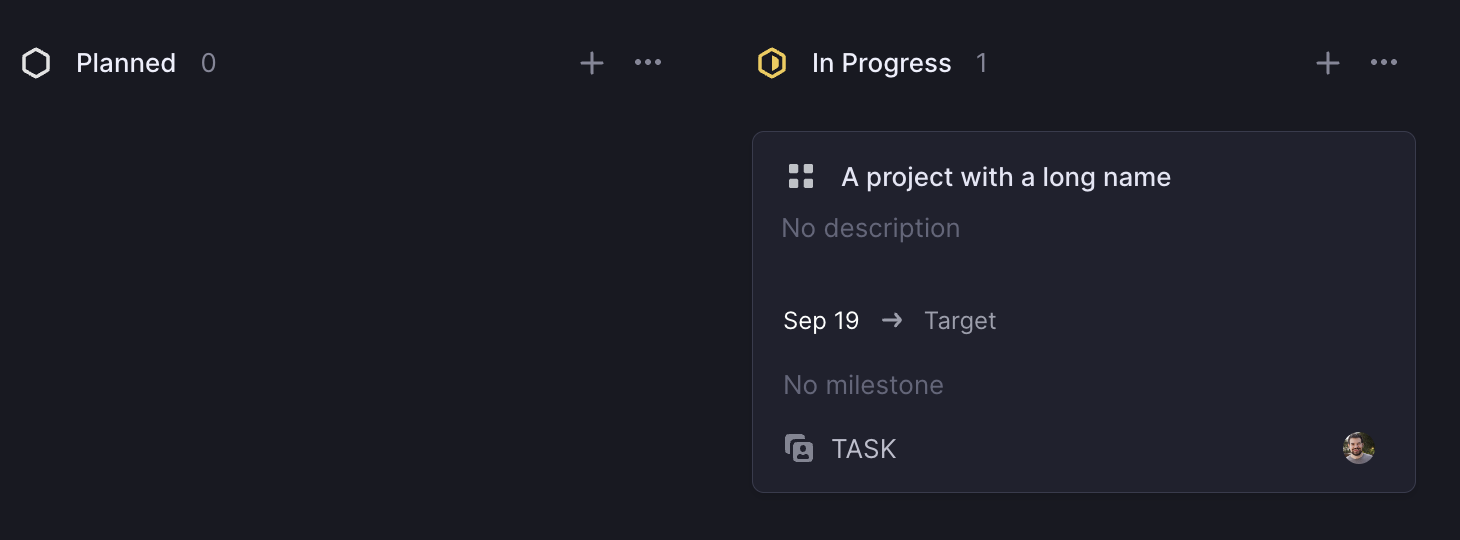 Planned 0
In Progress 1
A project with a long name
No description
Sep 19 → Target
No milestone
TASK